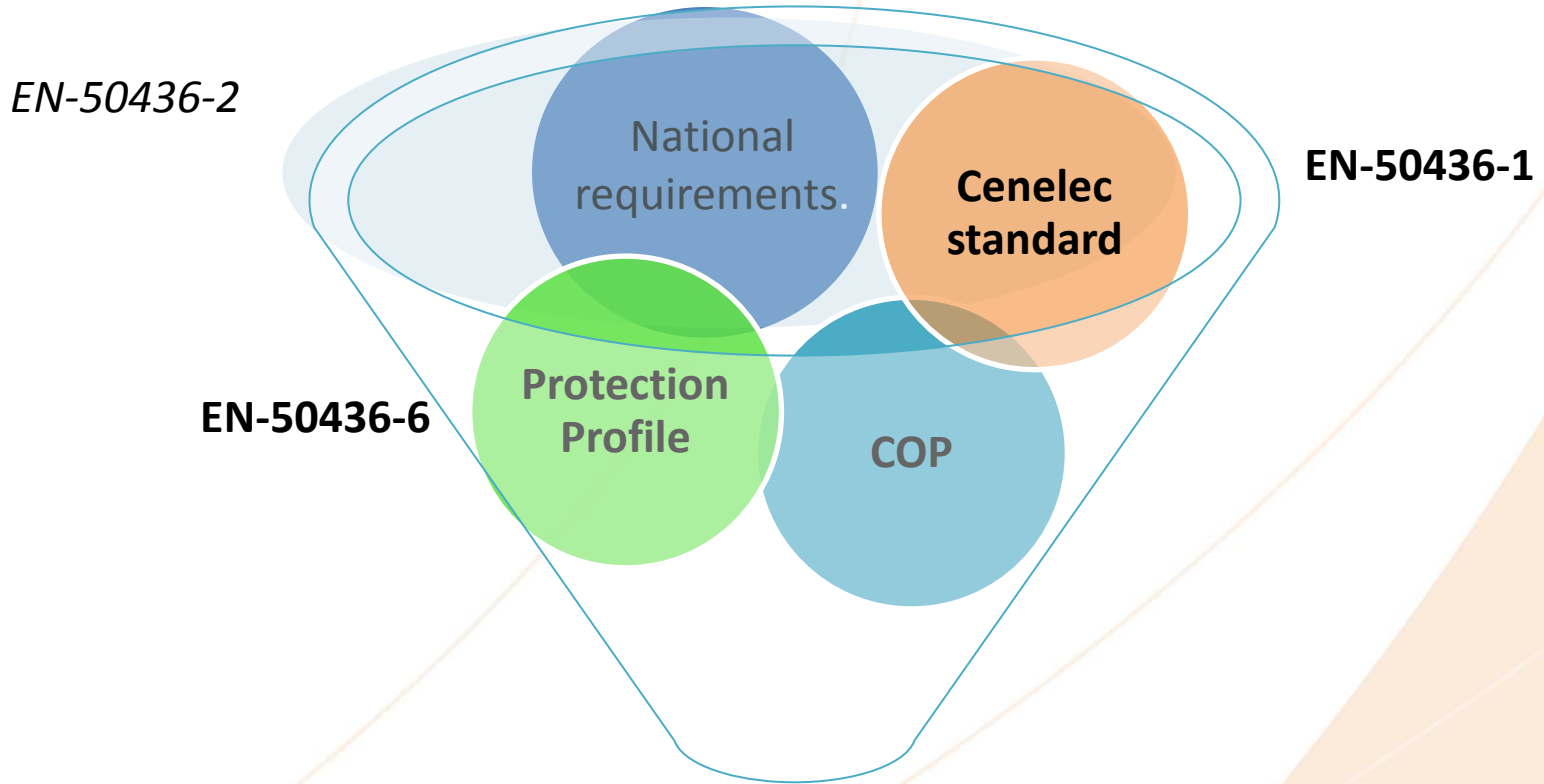 EN-50436-2
National
requirements.
Cenelec
standard
EN-50436-1
Protection
Profile
EN-50436-6
COP